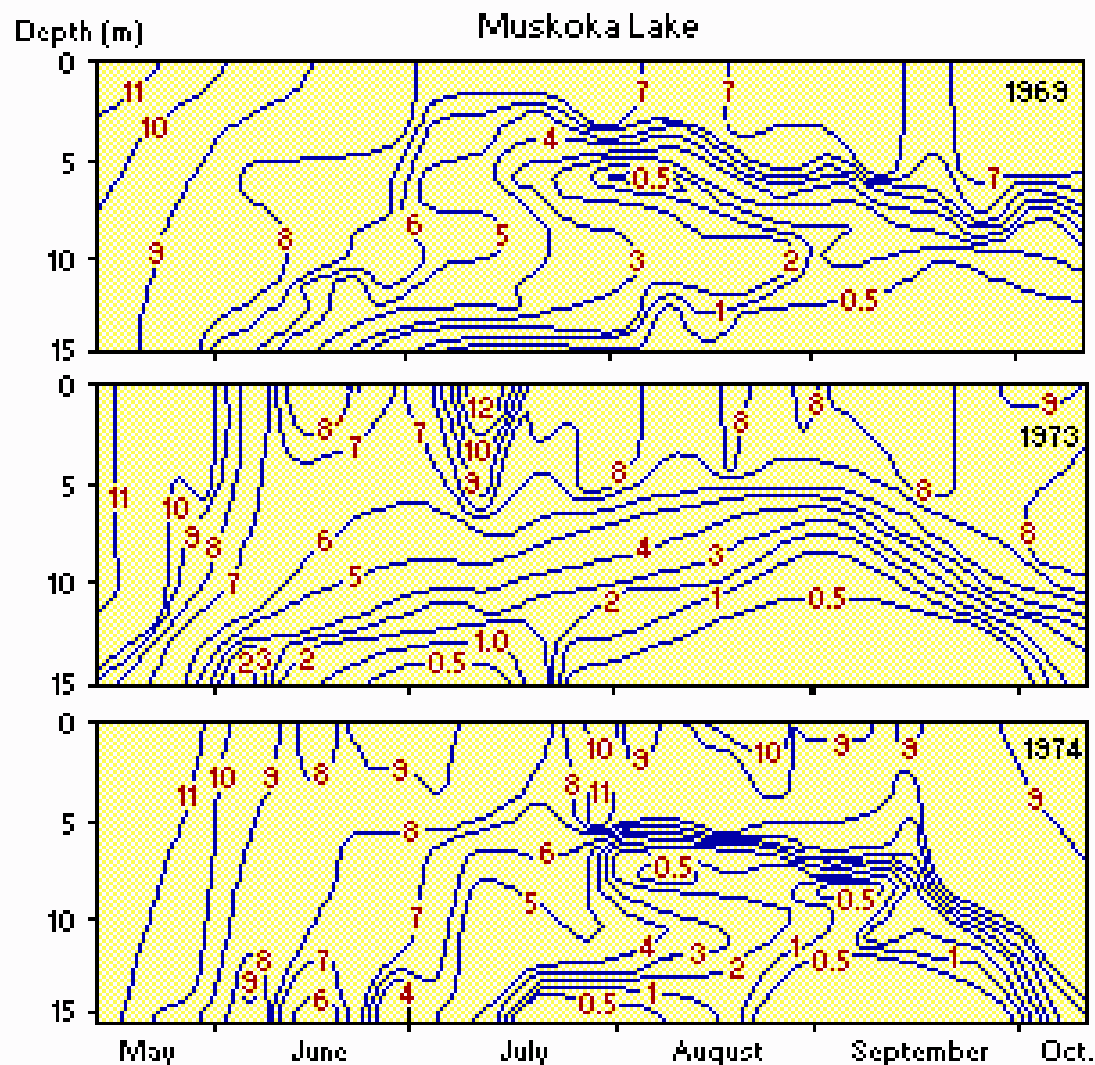 Muskoka Lake
Depth (m)
0
11 7 7 1969
10
4
5
0.5 7
6
8 5
9
10 3 2
0.5
1
15
0
12 8 9
8 8
7 7 10 1973
9 8
5 11 8
10
9 8
8 6 4
3
7 5
10
2 1 0.5
1.0
2 3 2 0.5
15
0
10 9 10 9 9 1974
11 10 9 8 9 8 11 9
5
8
6
0.5
5 0.5
7
10
4 3 2 1 0.5 1
8 7
9 6 4 0.5 1
15
May June July August September Oct.